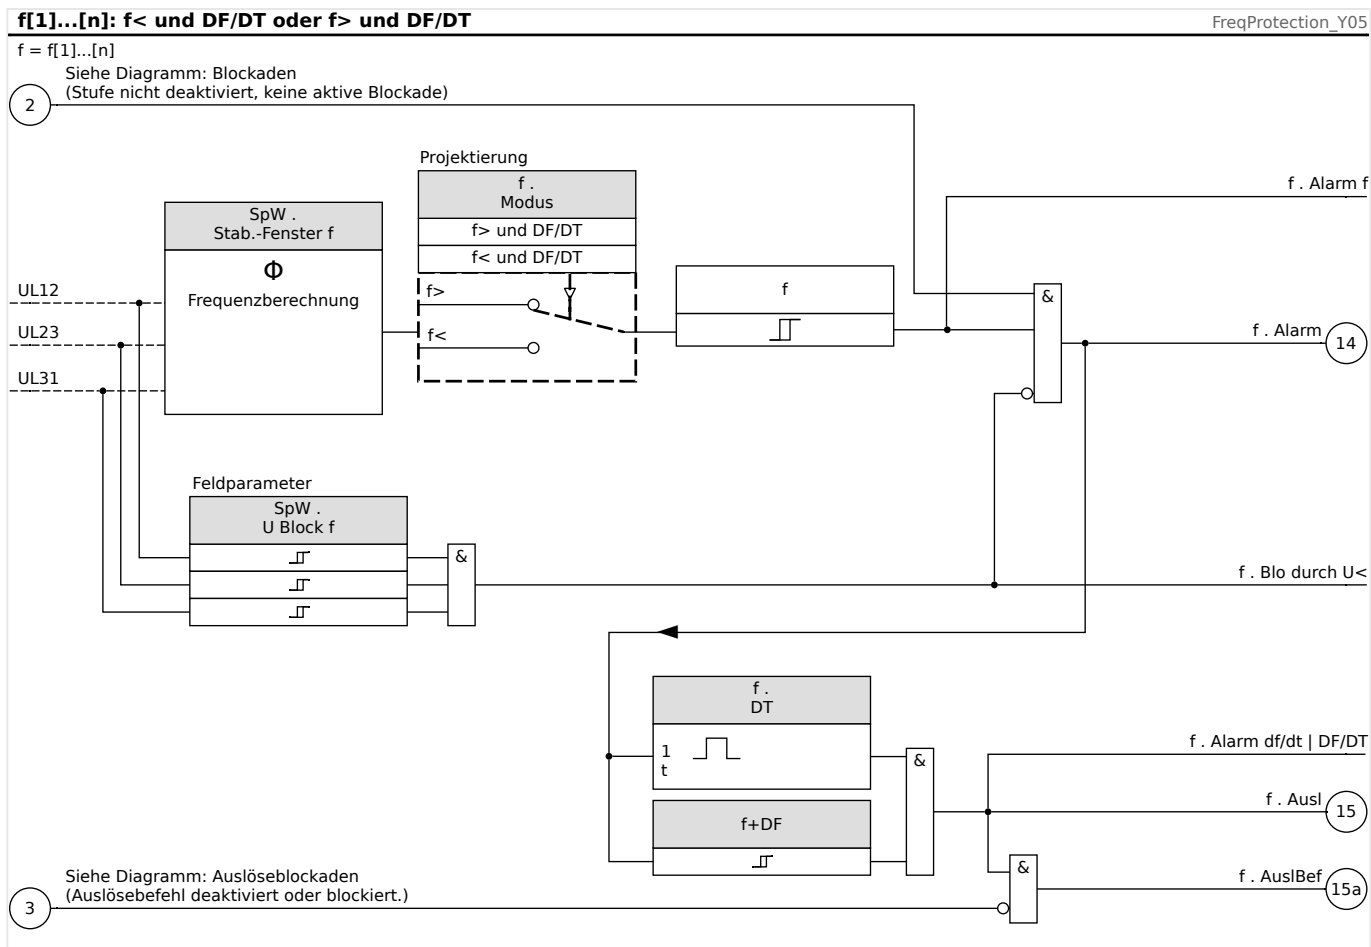 f[1]...[n]: f< und DF/DT oder f> und DF/DT
FreqProtection_Y05
f = f[1]...[n]
Siehe Diagramm: Blockaden
(Stufe nicht deaktiviert, keine aktive Blockade)
2
Projektierung
f .
Modus
f> und DF/DT
f< und DF/DT
f . Alarm f
SpW .
Stab.-Fenster f
Φ
Frequenzberechnung
UL12
UL23
UL31
f>
f<
f
&
f . Alarm
14
Feldparameter
SpW .
U Block f
&
f . Blo durch U<
f .
DT
1
t
&
f+DF
f . Alarm df/dt | DF/DT
f . Ausl
15
&
f . AuslBef
15a
Siehe Diagramm: Auslöseblockaden
(Auslösebefehl deaktiviert oder blockiert.)
3